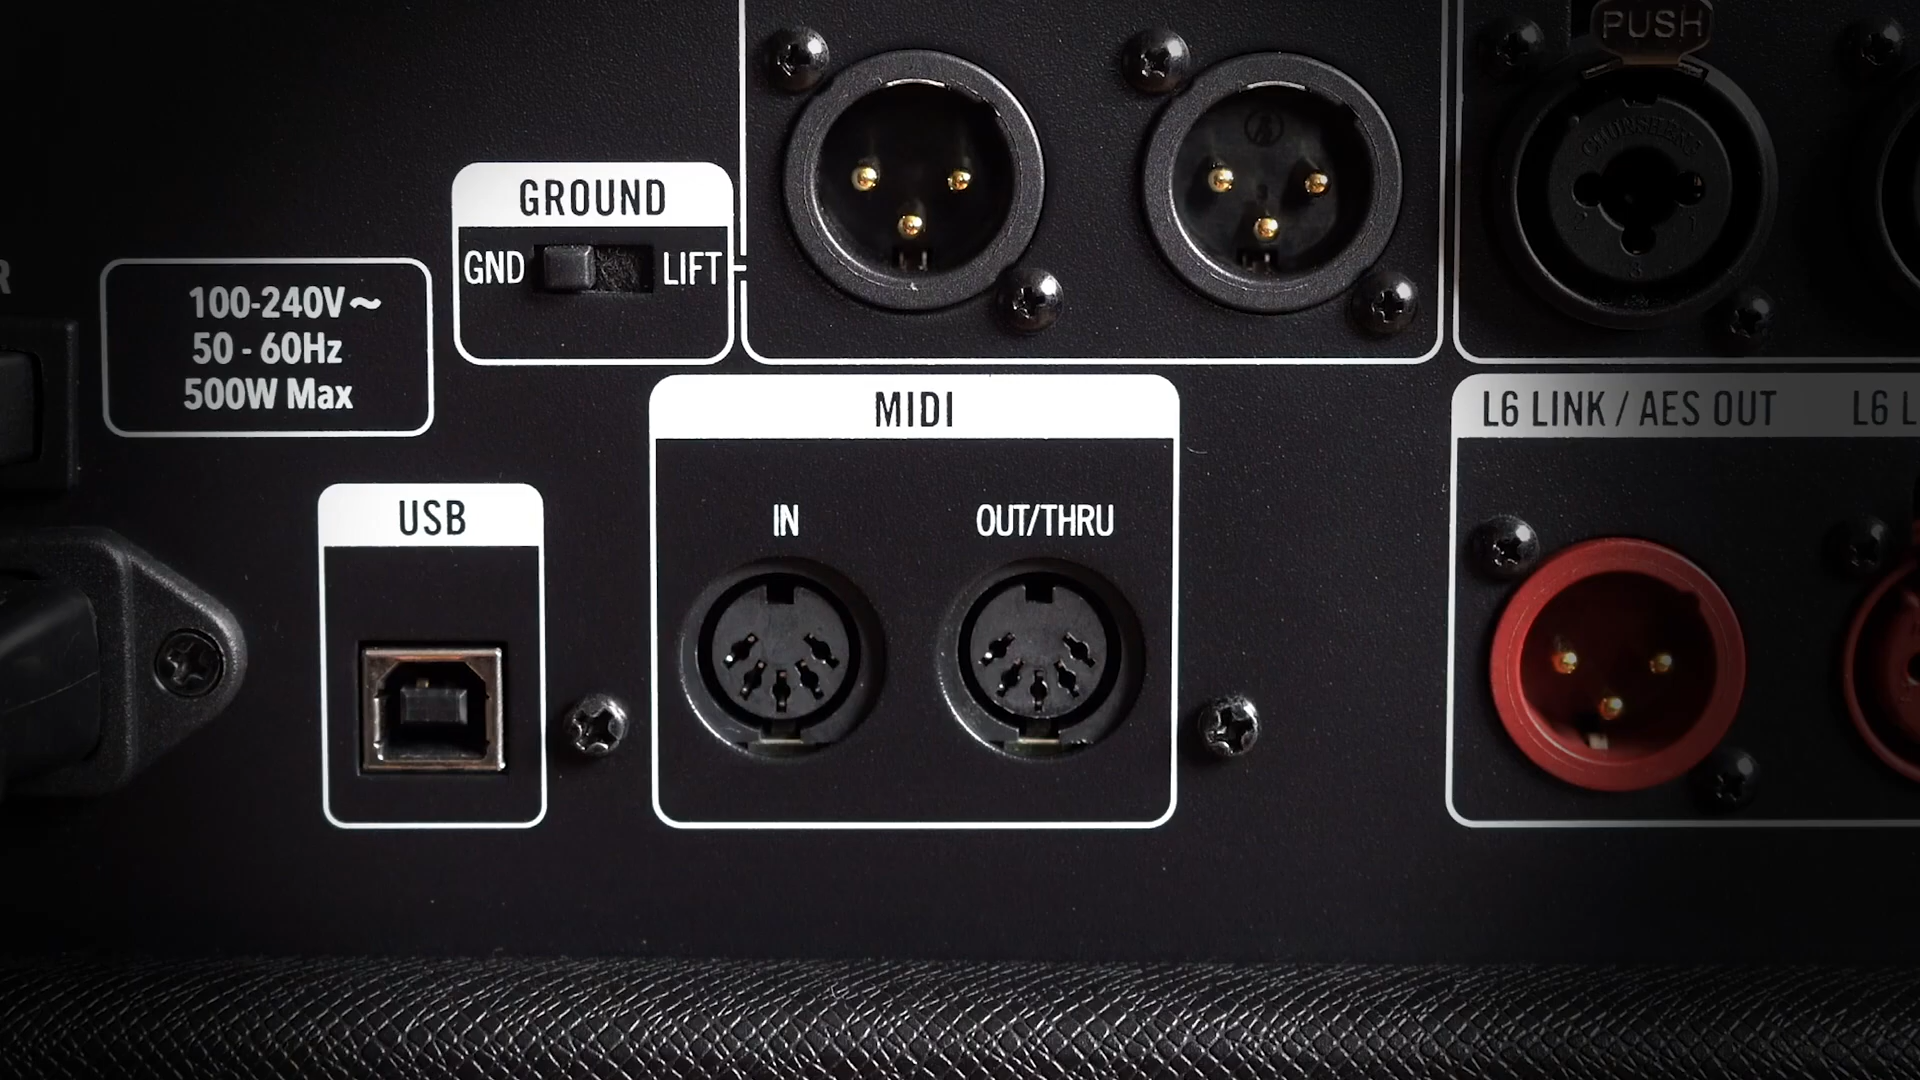 PUSH
GROUND
GND LIFT
R
100-240V~
50 - 60Hz
500W Max
MIDI
L6 LINK / AES OUT
L6 L
USB
IN
OUT/THRU